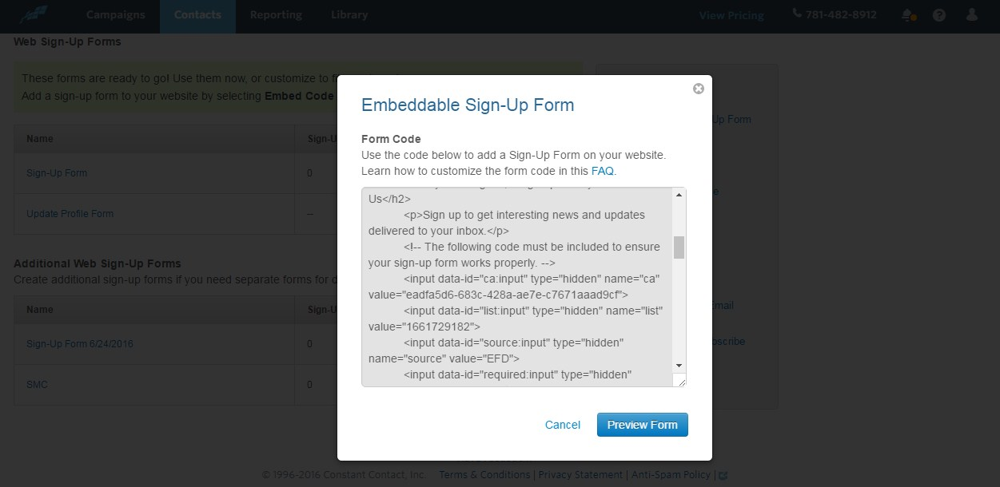 Campaigns Contacts Reporting Library View Pricing 781-482-8912
Web Sign-Up Forms
These forms are ready to go! Use them now, or customize to
Add a sign-up form to your website by selecting Embed Code
Name Sign-U
Sign-Up Form 0
Update Profile Form --
Additional Web Sign-Up Forms
Create additional sign-up forms if you need separate forms for d
Name Sign-U
Sign-Up Form 6/24/2016 0
SMC 0
Embeddable Sign-Up Form
Form Code
Use the code below to add a Sign-Up Form on your website.
Learn how to customize the form code in this FAQ.
Us</h2>
<p>Sign up to get interesting news and updates
delivered to your inbox.</p>
<!-- The following code must be included to ensure
your sign-up form works properly. -->
<input data-id="ca:input" type="hidden" name="ca"
value="eadfa5d6-683c-428a-ae7e-c7671aaad9cf">
<input data-id="list:input" type="hidden" name="list"
value="1661729182">
<input data-id="source:input" type="hidden"
name="source" value="EFD">
<input data-id="required:input" type="hidden"
Cancel Preview Form
Up Form
e
mail
bscribe
© 1996-2016 Constant Contact, Inc. Terms & Conditions | Privacy Statement | Anti-Spam Policy |